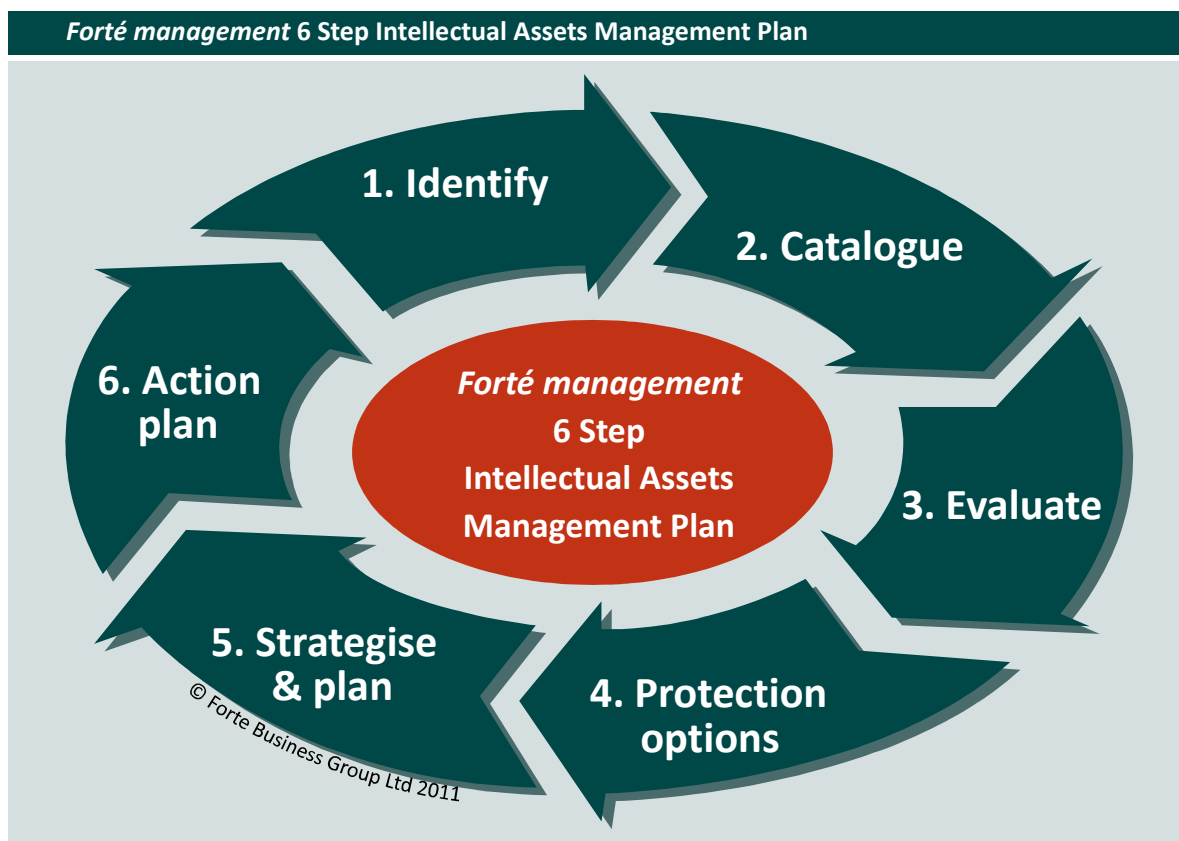 Forté management 6 Step Intellectual Assets Management Plan
1. Identify
2. Catalogue
3. Evaluate
4. Protection
options
5. Strategise
& plan
6. Action
plan
Forté management
6 Step
Intellectual Assets
Management Plan
© Forte Business Group Ltd 2011